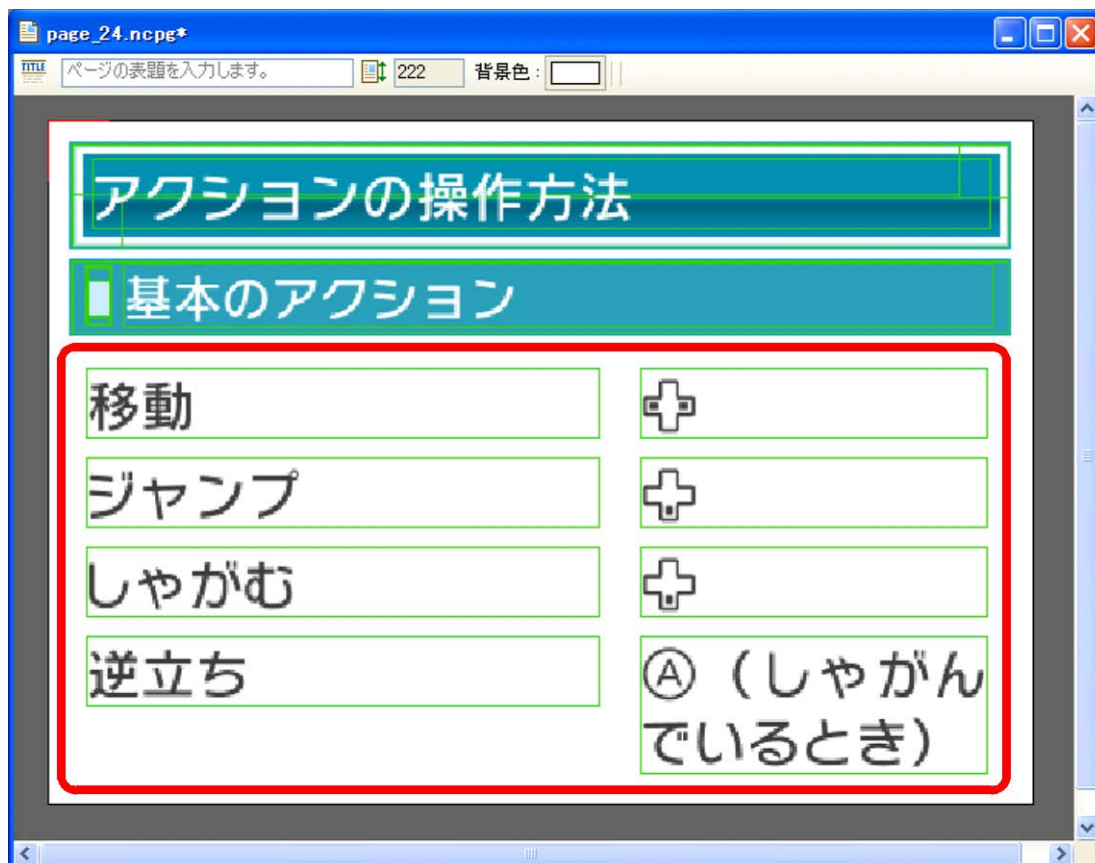 page_24.ncpg*
TITLE ページの表題を入力します。 222 背景色：
アクションの操作方法
基本のアクション
移動
ジャンプ
しゃがむ
逆立ち
Ⓐ（しゃがん
でいるとき）